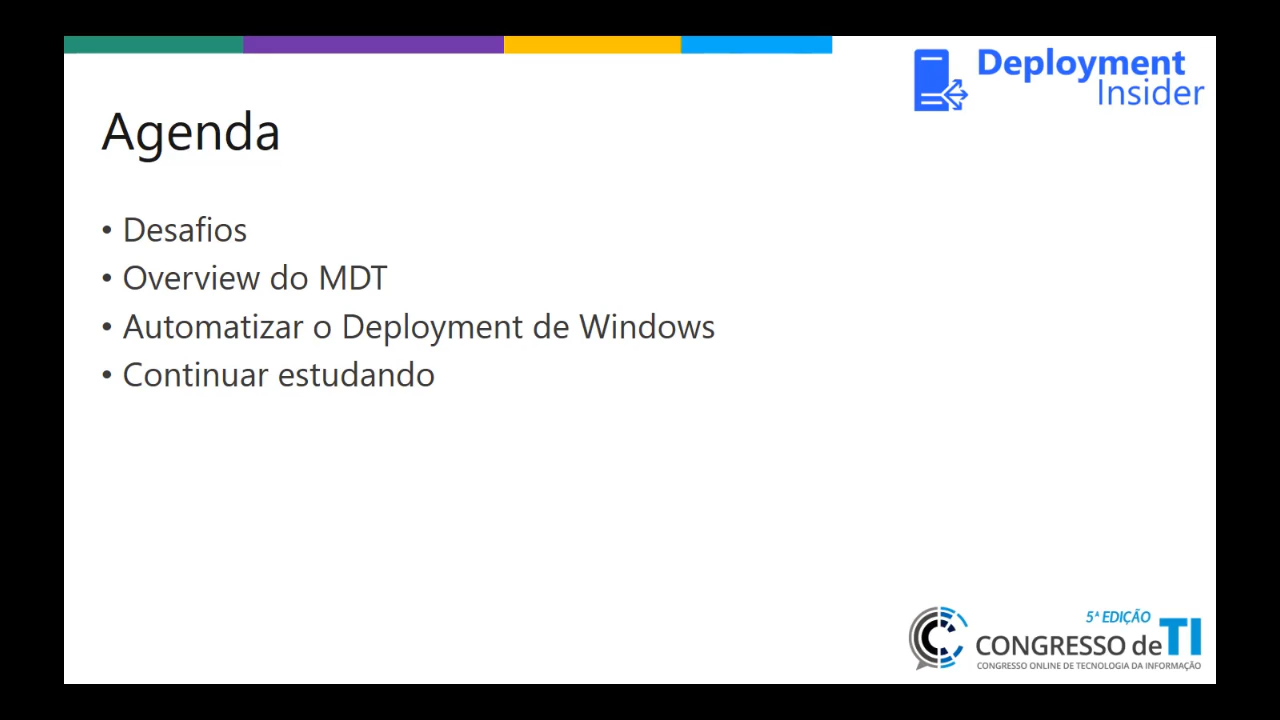 Deployment
Insider
Agenda
• Desafios
• Overview do MDT
• Automatizar o Deployment de Windows
• Continuar estudando
5ª EDIÇÃO
CONGRESSO de TI
CONGRESSO ONLINE DE TECNOLOGIA DA INFORMAÇÃO